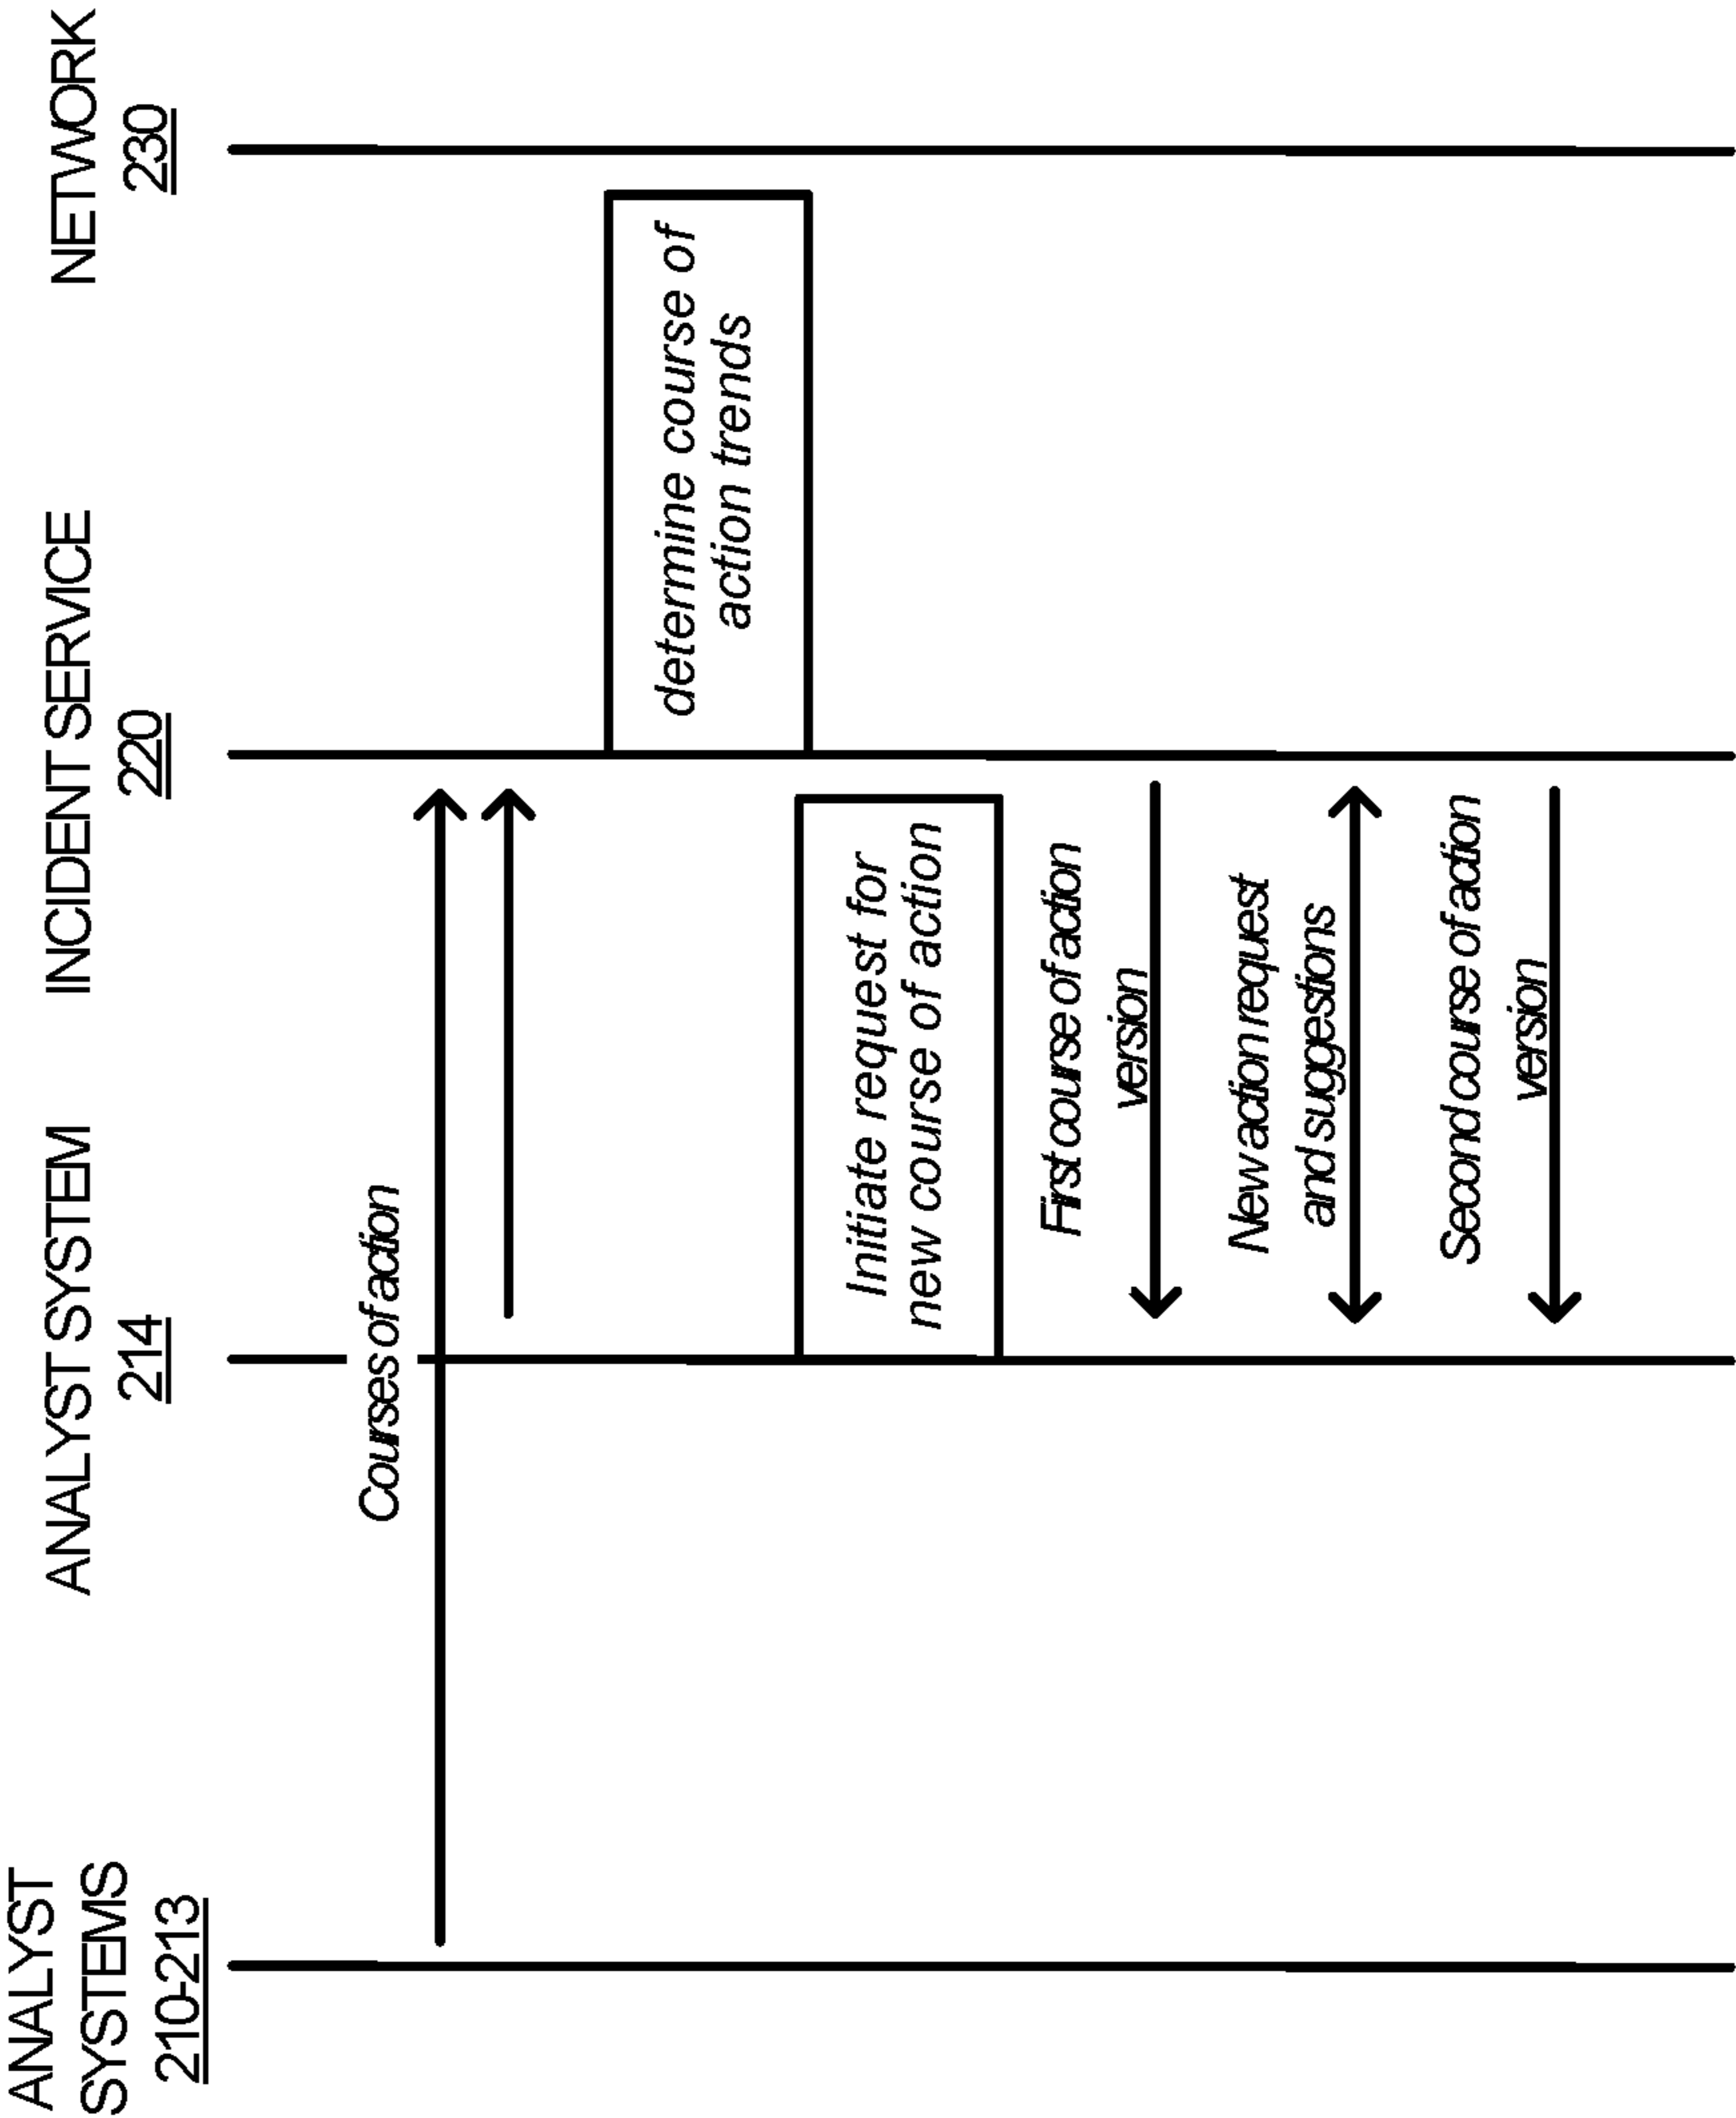 ANALYST
SYSTEMS
210-213
ANALYST SYSTEM
214
INCIDENT SERVICE
220
NETWORK
230
Courses of action
determine course of
action trends
Initiate request for
new course of action
First course of action
version
New action request
and suggestions
Second course of action
version